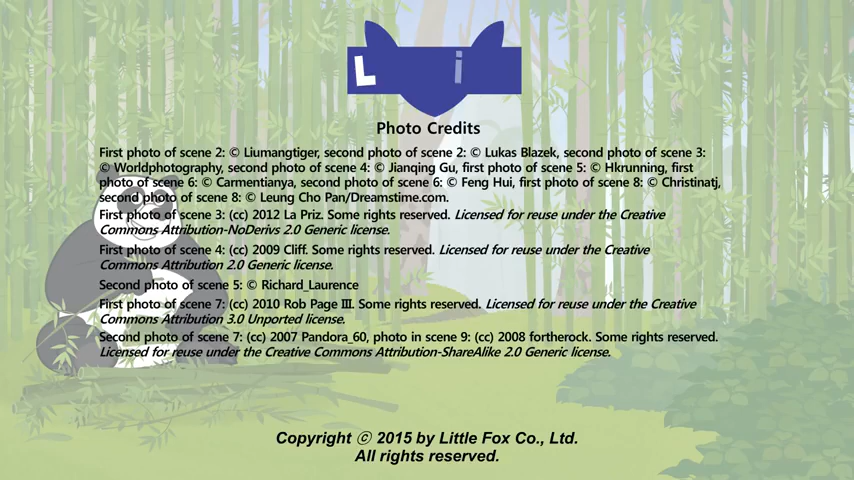 L i
Photo Credits
First photo of scene 2: © Liumangtiger, second photo of scene 2: © Lukas Blazek, second photo of scene 3:
© Worldphotography, second photo of scene 4: © Jianqing Gu, first photo of scene 5: © Hkrunning, first
photo of scene 6: © Carmentianya, second photo of scene 6: © Feng Hui, first photo of scene 8: © Christinatj,
second photo of scene 8: © Leung Cho Pan/Dreamstime.com.
First photo of scene 3: (cc) 2012 La Priz. Some rights reserved. Licensed for reuse under the Creative
Commons Attribution-NoDerivs 2.0 Generic license.
First photo of scene 4: (cc) 2009 Cliff. Some rights reserved. Licensed for reuse under the Creative
Commons Attribution 2.0 Generic license.
Second photo of scene 5: © Richard_Laurence
First photo of scene 7: (cc) 2010 Rob Page III. Some rights reserved. Licensed for reuse under the Creative
Commons Attribution 3.0 Unported license.
Second photo of scene 7: (cc) 2007 Pandora_60, photo in scene 9: (cc) 2008 fortherock. Some rights reserved.
Licensed for reuse under the Creative Commons Attribution-ShareAlike 2.0 Generic license.
Copyright ⓒ 2015 by Little Fox Co., Ltd.
All rights reserved.